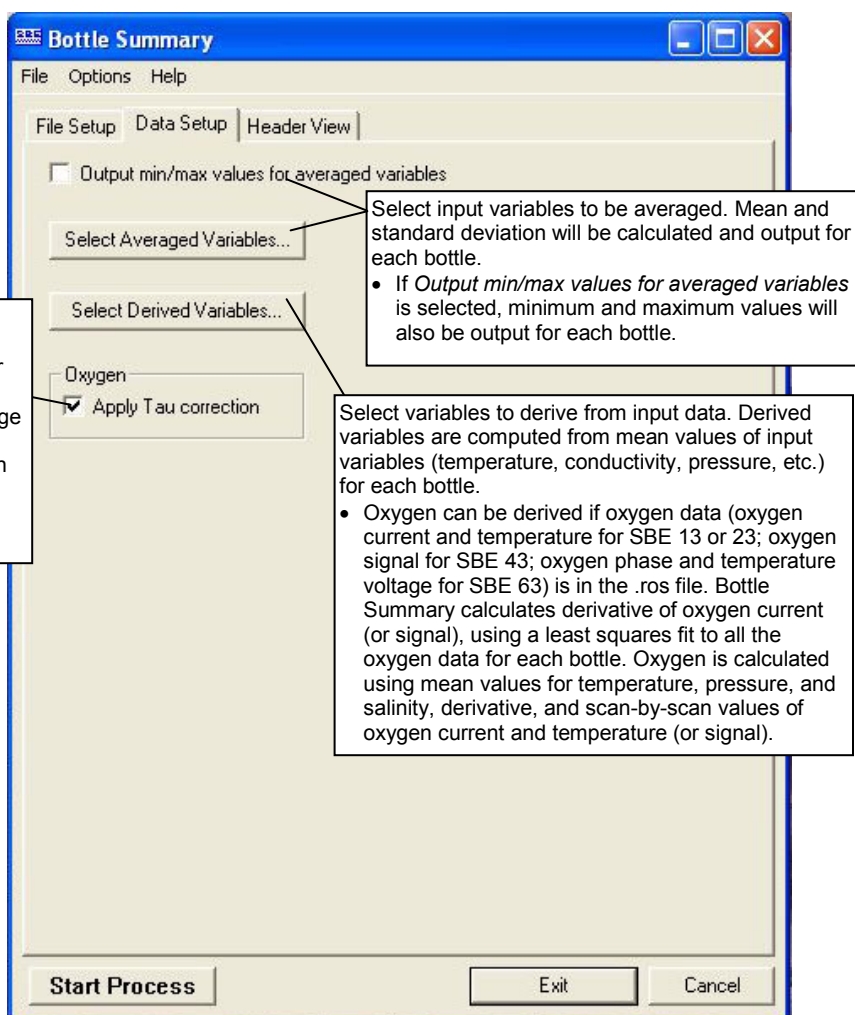 Bottle Summary
File Options Help
File Setup Data Setup Header View
Output min/max values for averaged variables
Select Averaged Variables...
Select input variables to be averaged. Mean and
standard deviation will be calculated and output for
each bottle.
• If Output min/max values for averaged variables
is selected, minimum and maximum values will
also be output for each bottle.
Select Derived Variables...
Oxygen
Apply Tau correction
Select variables to derive from input data. Derived
variables are computed from mean values of input
variables (temperature, conductivity, pressure, etc.)
for each bottle.
• Oxygen can be derived if oxygen data (oxygen
current and temperature for SBE 13 or 23; oxygen
signal for SBE 43; oxygen phase and temperature
voltage for SBE 63) is in the .ros file. Bottle
Summary calculates derivative of oxygen current
(or signal), using a least squares fit to all the
oxygen data for each bottle. Oxygen is calculated
using mean values for temperature, pressure, and
salinity, derivative, and scan-by-scan values of
oxygen current and temperature (or signal).
Start Process Exit Cancel